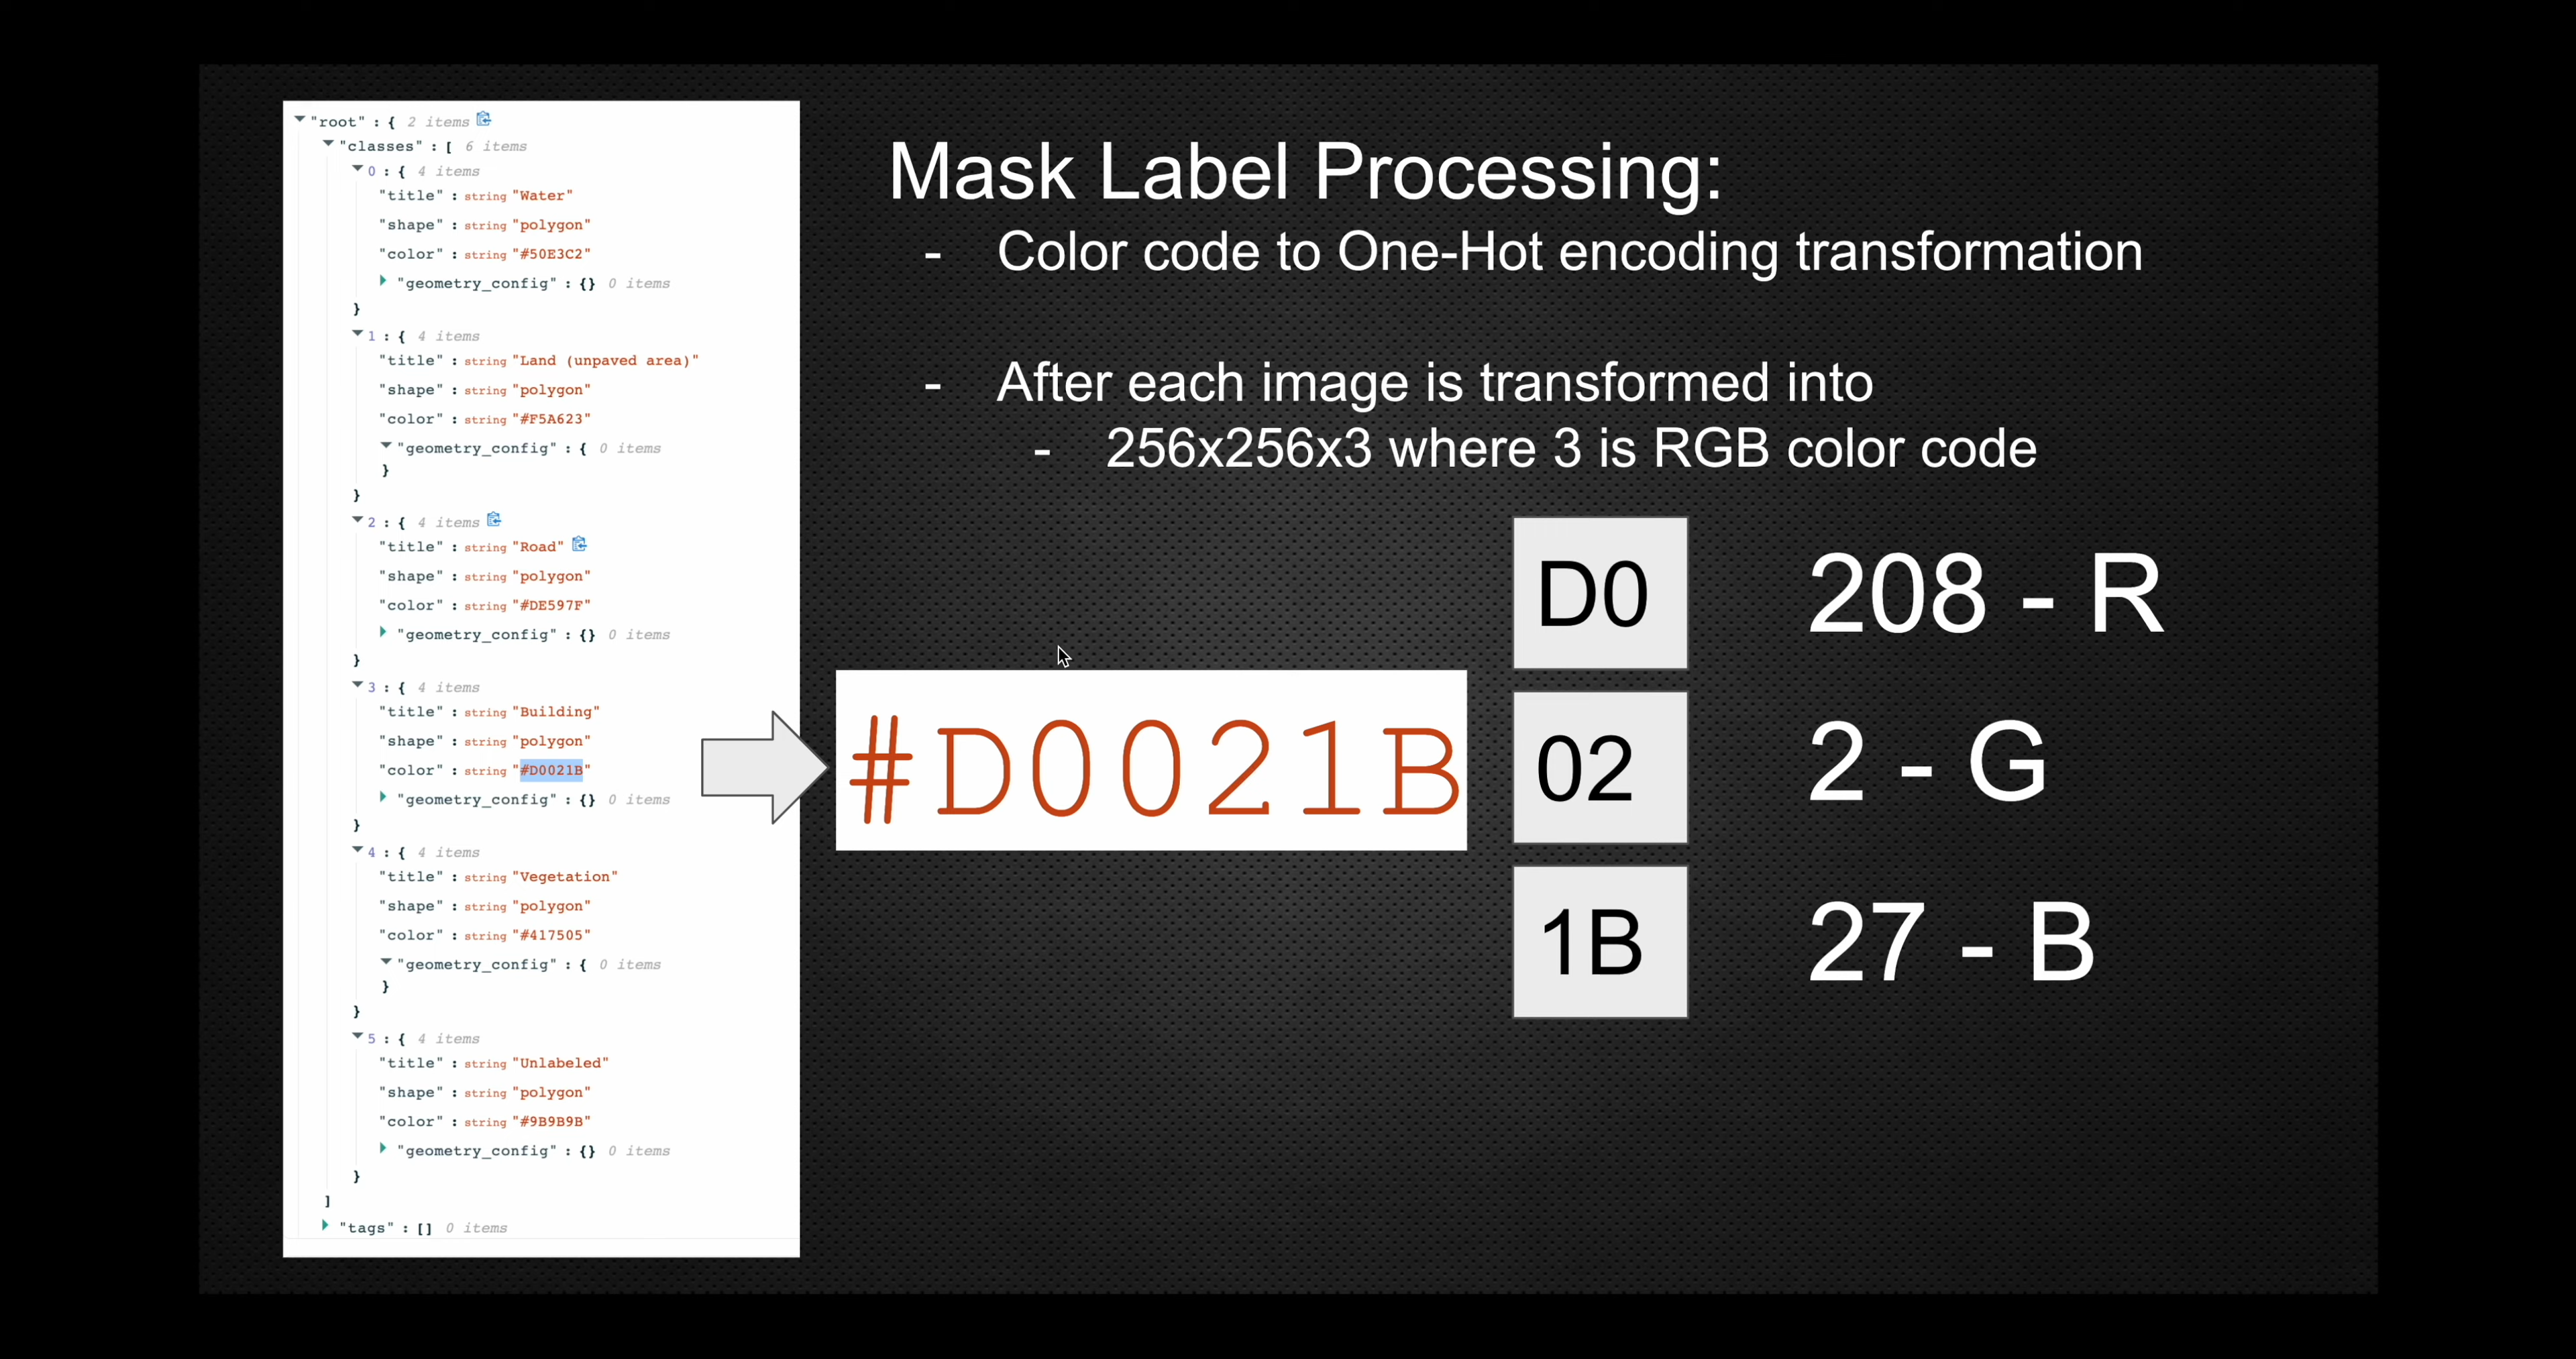 "root" : { 2 items
"classes" : [ 6 items
0 : { 4 items
"title" : string "Water"
"shape" : string "polygon"
"color" : string "#50E3C2"
"geometry_config" : {} 0 items
}
1 : { 4 items
"title" : string "Land (unpaved area)"
"shape" : string "polygon"
"color" : string "#F5A623"
"geometry_config" : { 0 items
}
}
2 : { 4 items
"title" : string "Road"
"shape" : string "polygon"
"color" : string "#DE597F"
"geometry_config" : {} 0 items
}
3 : { 4 items
"title" : string "Building"
"shape" : string "polygon"
"color" : string "#D0021B"
"geometry_config" : {} 0 items
}
4 : { 4 items
"title" : string "Vegetation"
"shape" : string "polygon"
"color" : string "#417505"
"geometry_config" : { 0 items
}
}
5 : { 4 items
"title" : string "Unlabeled"
"shape" : string "polygon"
"color" : string "#9B9B9B"
"geometry_config" : {} 0 items
}
]
"tags" : [] 0 items
Mask Label Processing:
- Color code to One-Hot encoding transformation
- After each image is transformed into
- 256x256x3 where 3 is RGB color code
#D0021B
D0 208 - R
02 2 - G
1B 27 - B